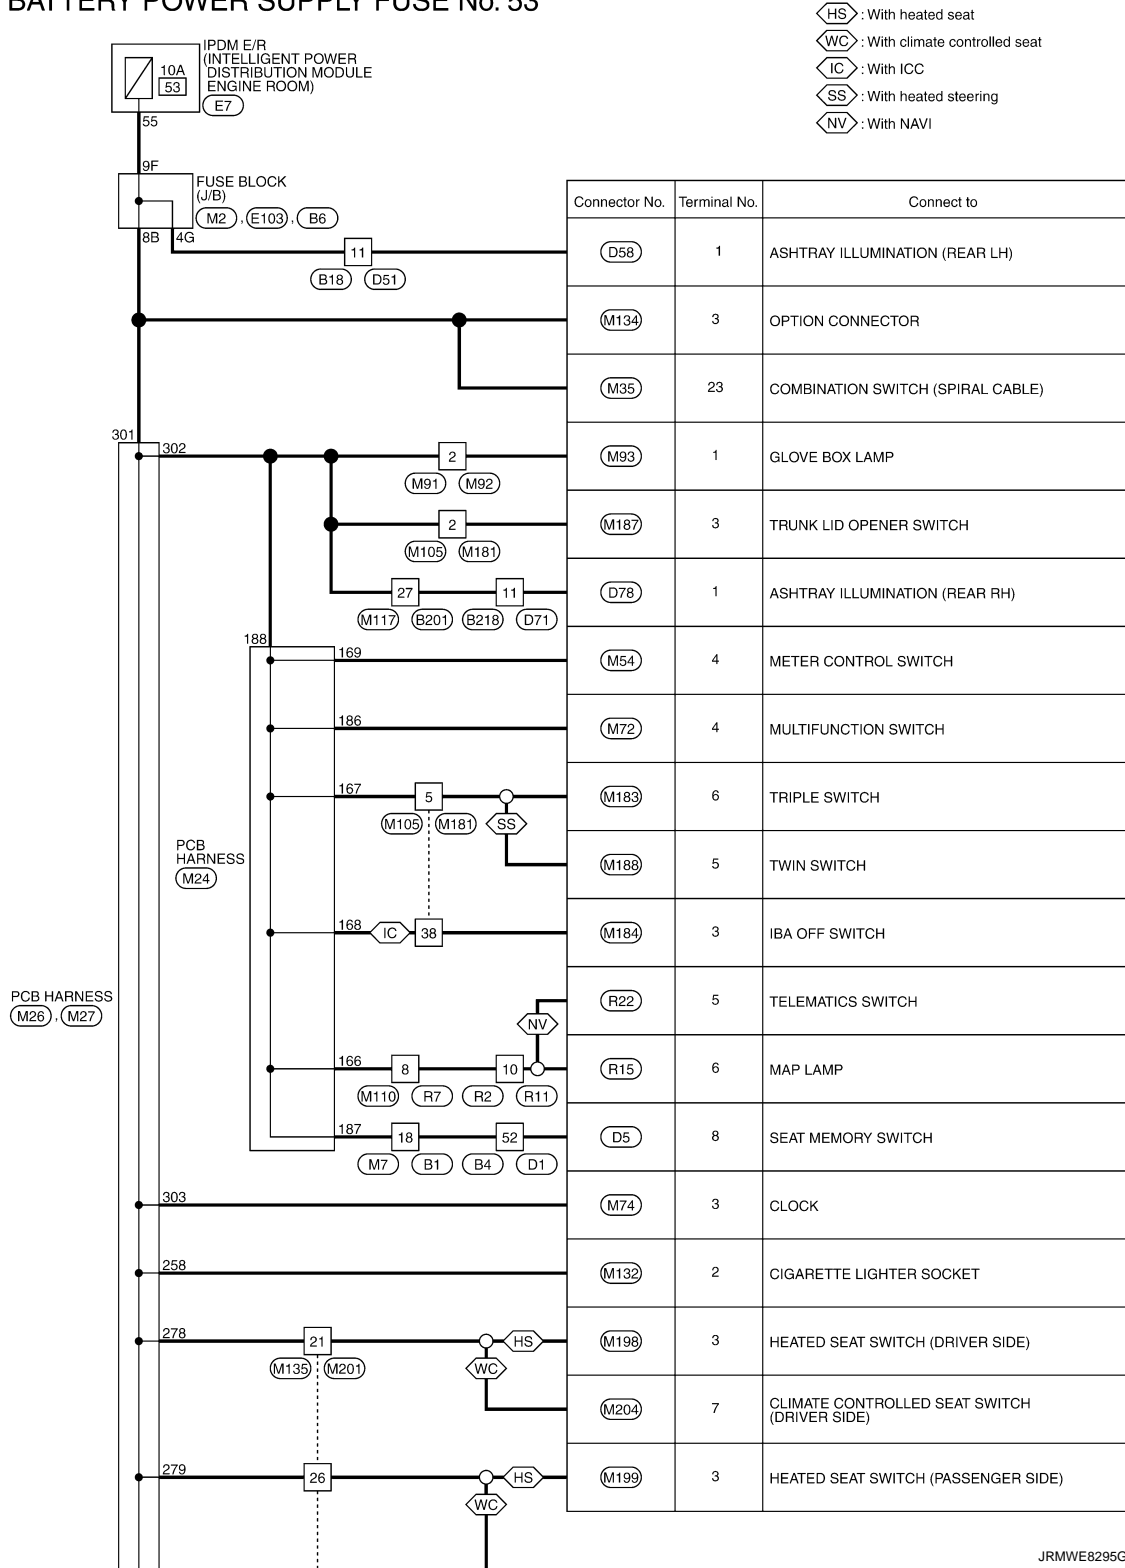 BATTERY POWER SUPPLY FUSE No. 53
HS : With heated seat
WC : With climate controlled seat
IC : With ICC
SS : With heated steering
NV : With NAVI
10A
53
IPDM E/R
(INTELLIGENT POWER
DISTRIBUTION MODULE
ENGINE ROOM)
E7
55
9F
FUSE BLOCK
(J/B)
M2 , E103 , B6
8B 4G
Connector No. Terminal No. Connect to
11
B18 D51
D58 1 ASHTRAY ILLUMINATION (REAR LH)
M134 3 OPTION CONNECTOR
M35 23 COMBINATION SWITCH (SPIRAL CABLE)
301
302 2
M91 M92
M93 1 GLOVE BOX LAMP
2
M105 M181
M187 3 TRUNK LID OPENER SWITCH
27 11
M117 B201 B218 D71
D78 1 ASHTRAY ILLUMINATION (REAR RH)
188
169 M54 4 METER CONTROL SWITCH
186 M72 4 MULTIFUNCTION SWITCH
167 5
M105 M181 SS
M183 6 TRIPLE SWITCH
PCB
HARNESS
M24
M188 5 TWIN SWITCH
168 IC 38 M184 3 IBA OFF SWITCH
PCB HARNESS
M26 , M27
NV
R22 5 TELEMATICS SWITCH
166 8 10
M110 R7 R2 R11
R15 6 MAP LAMP
187 18 52
M7 B1 B4 D1
D5 8 SEAT MEMORY SWITCH
303 M74 3 CLOCK
258 M132 2 CIGARETTE LIGHTER SOCKET
278 21 HS
M135 M201 WC
M198 3 HEATED SEAT SWITCH (DRIVER SIDE)
M204 7 CLIMATE CONTROLLED SEAT SWITCH
(DRIVER SIDE)
279 26 HS
WC
M199 3 HEATED SEAT SWITCH (PASSENGER SIDE)
JRMWE8295G